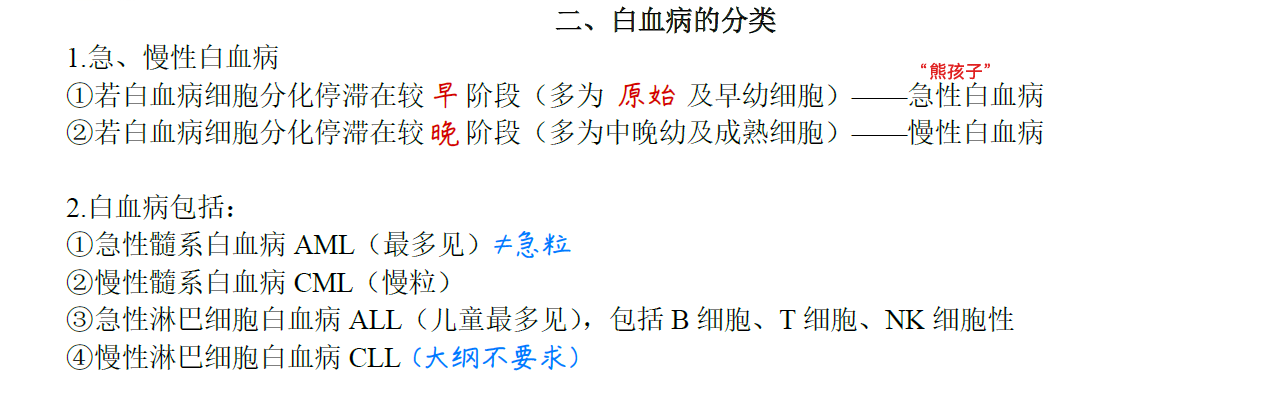 二、白血病的分类
1.急、慢性白血病
“熊孩子”
①若白血病细胞分化停滞在较 早 阶段（多为 原始 及早幼细胞）——急性白血病
②若白血病细胞分化停滞在较 晚 阶段（多为中晚幼及成熟细胞）——慢性白血病
2.白血病包括：
①急性髓系白血病 AML（最多见）≠急粒
②慢性髓系白血病 CML（慢粒）
③急性淋巴细胞白血病 ALL（儿童最多见），包括 B 细胞、T 细胞、NK 细胞性
④慢性淋巴细胞白血病 CLL（大纲不要求）